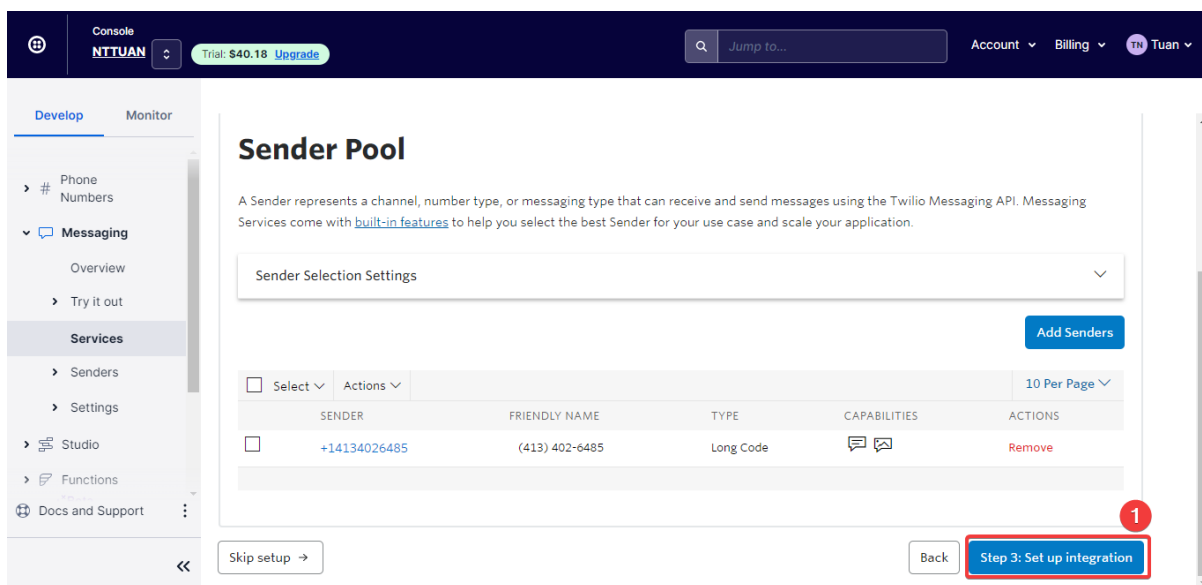 Console
NTTUAN
Trial: $40.18 Upgrade
Jump to...
Account
Billing
TN Tuan
Develop
Monitor
# Phone
Numbers
Messaging
Overview
Try it out
Services
Senders
Settings
Studio
Functions
Docs and Support
Sender Pool
A Sender represents a channel, number type, or messaging type that can receive and send messages using the Twilio Messaging API. Messaging
Services come with built-in features to help you select the best Sender for your use case and scale your application.
Sender Selection Settings
Add Senders
Select Actions 10 Per Page
SENDER FRIENDLY NAME TYPE CAPABILITIES ACTIONS
+14134026485 (413) 402-6485 Long Code Remove
1
Skip setup →
Back
Step 3: Set up integration